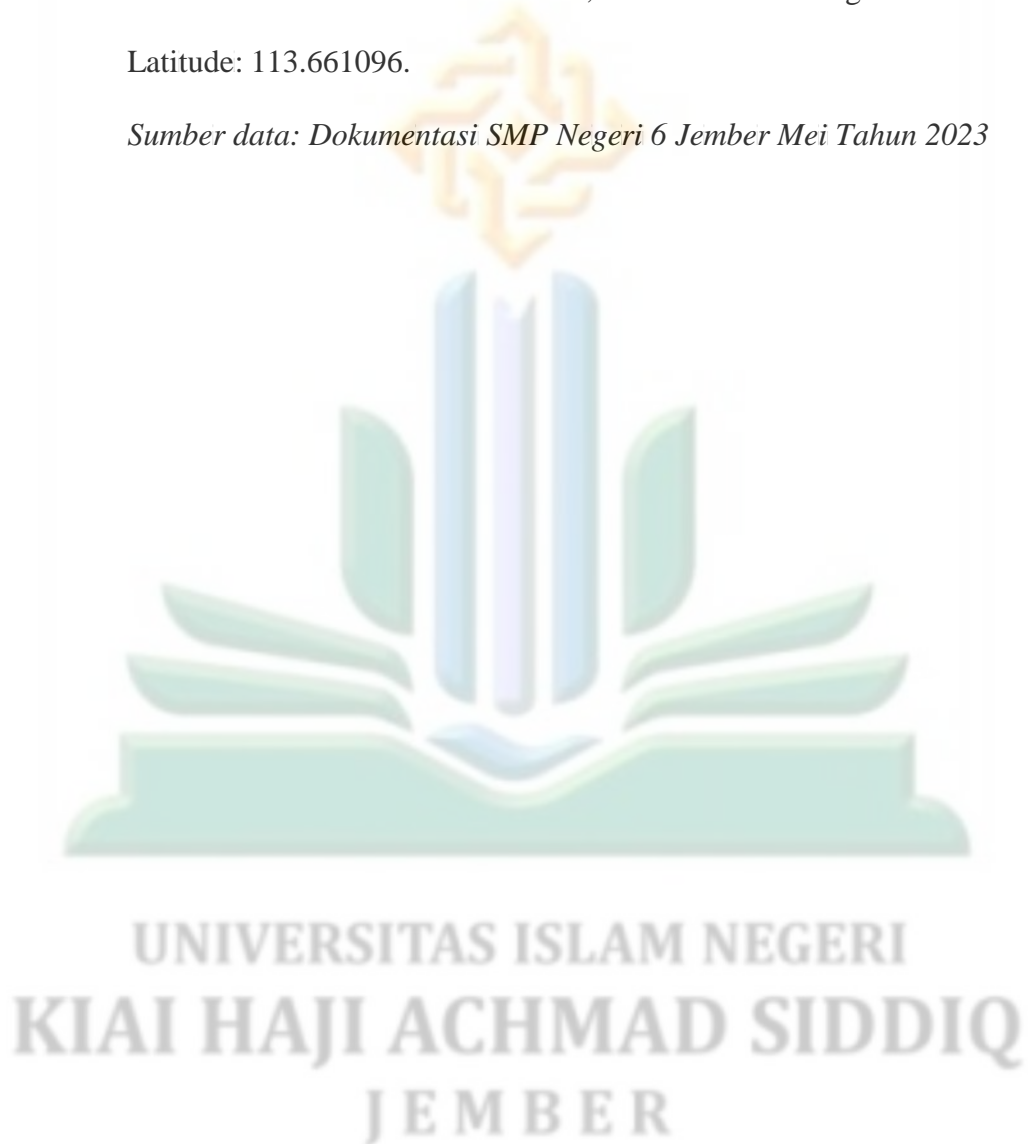 Latitude: 113.661096.
Sumber data: Dokumentasi SMP Negeri 6 Jember Mei Tahun 2023
UNIVERSITAS ISLAM NEGERI
KIAI HAJI ACHMAD SIDDIQ
JEMBER